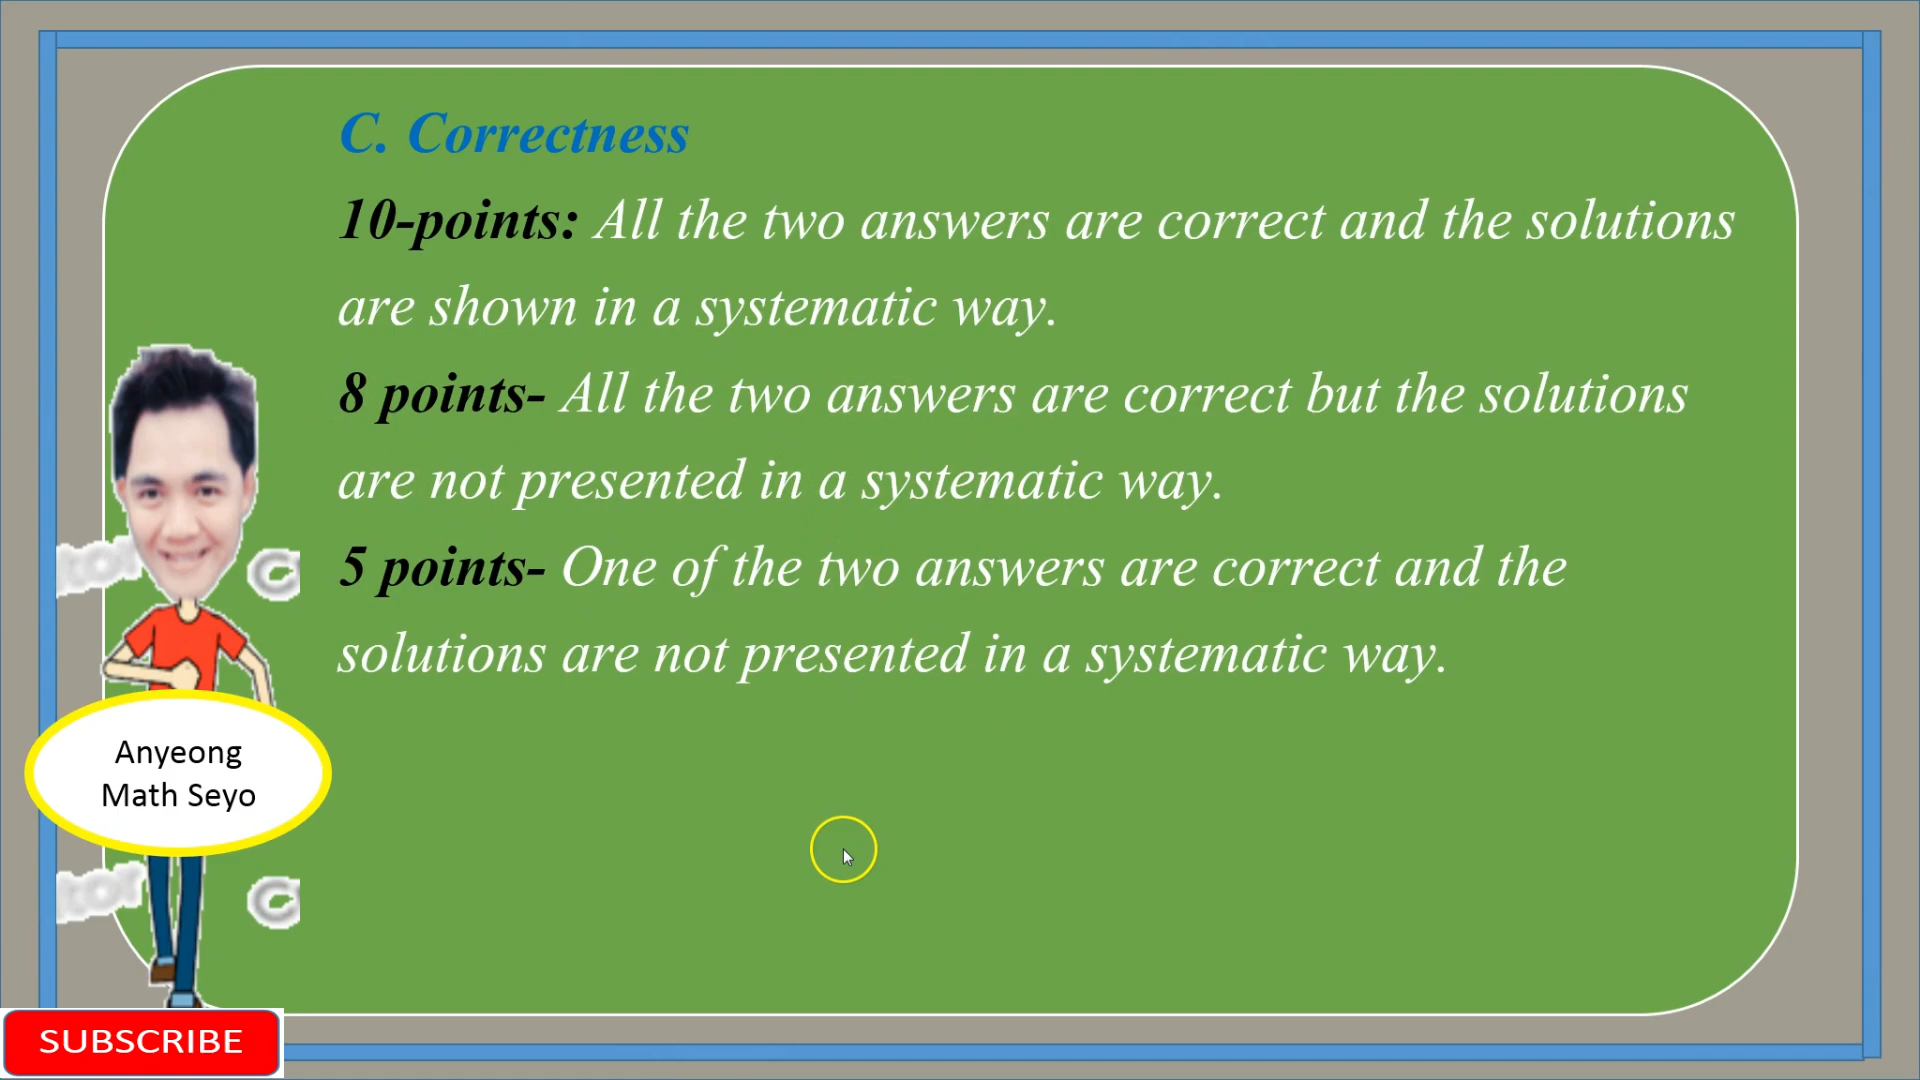 C. Correctness
10-points: All the two answers are correct and the solutions
are shown in a systematic way.
8 points- All the two answers are correct but the solutions
are not presented in a systematic way.
5 points- One of the two answers are correct and the
solutions are not presented in a systematic way.
Anyeong
Math Seyo
SUBSCRIBE